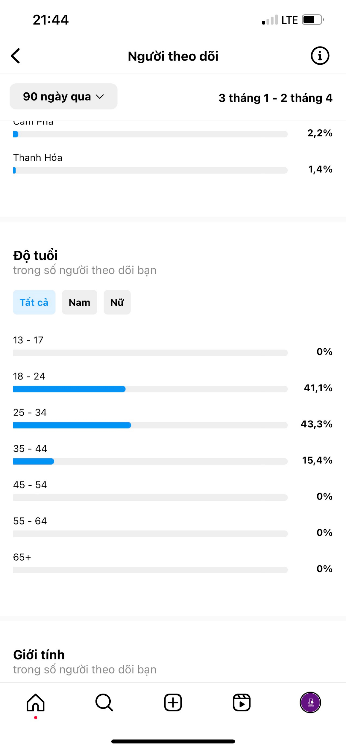 21:44
LTE
Người theo dõi
90 ngày qua
3 tháng 1 - 2 tháng 4
Cẩm Phả
2,2%
Thanh Hóa
1,4%
Độ tuổi
trong số người theo dõi bạn
Tất cả
Nam
Nữ
13 - 17
0%
18 - 24
41,1%
25 - 34
43,3%
35 - 44
15,4%
45 - 54
0%
55 - 64
0%
65+
0%
Giới tính
trong số người theo dõi bạn